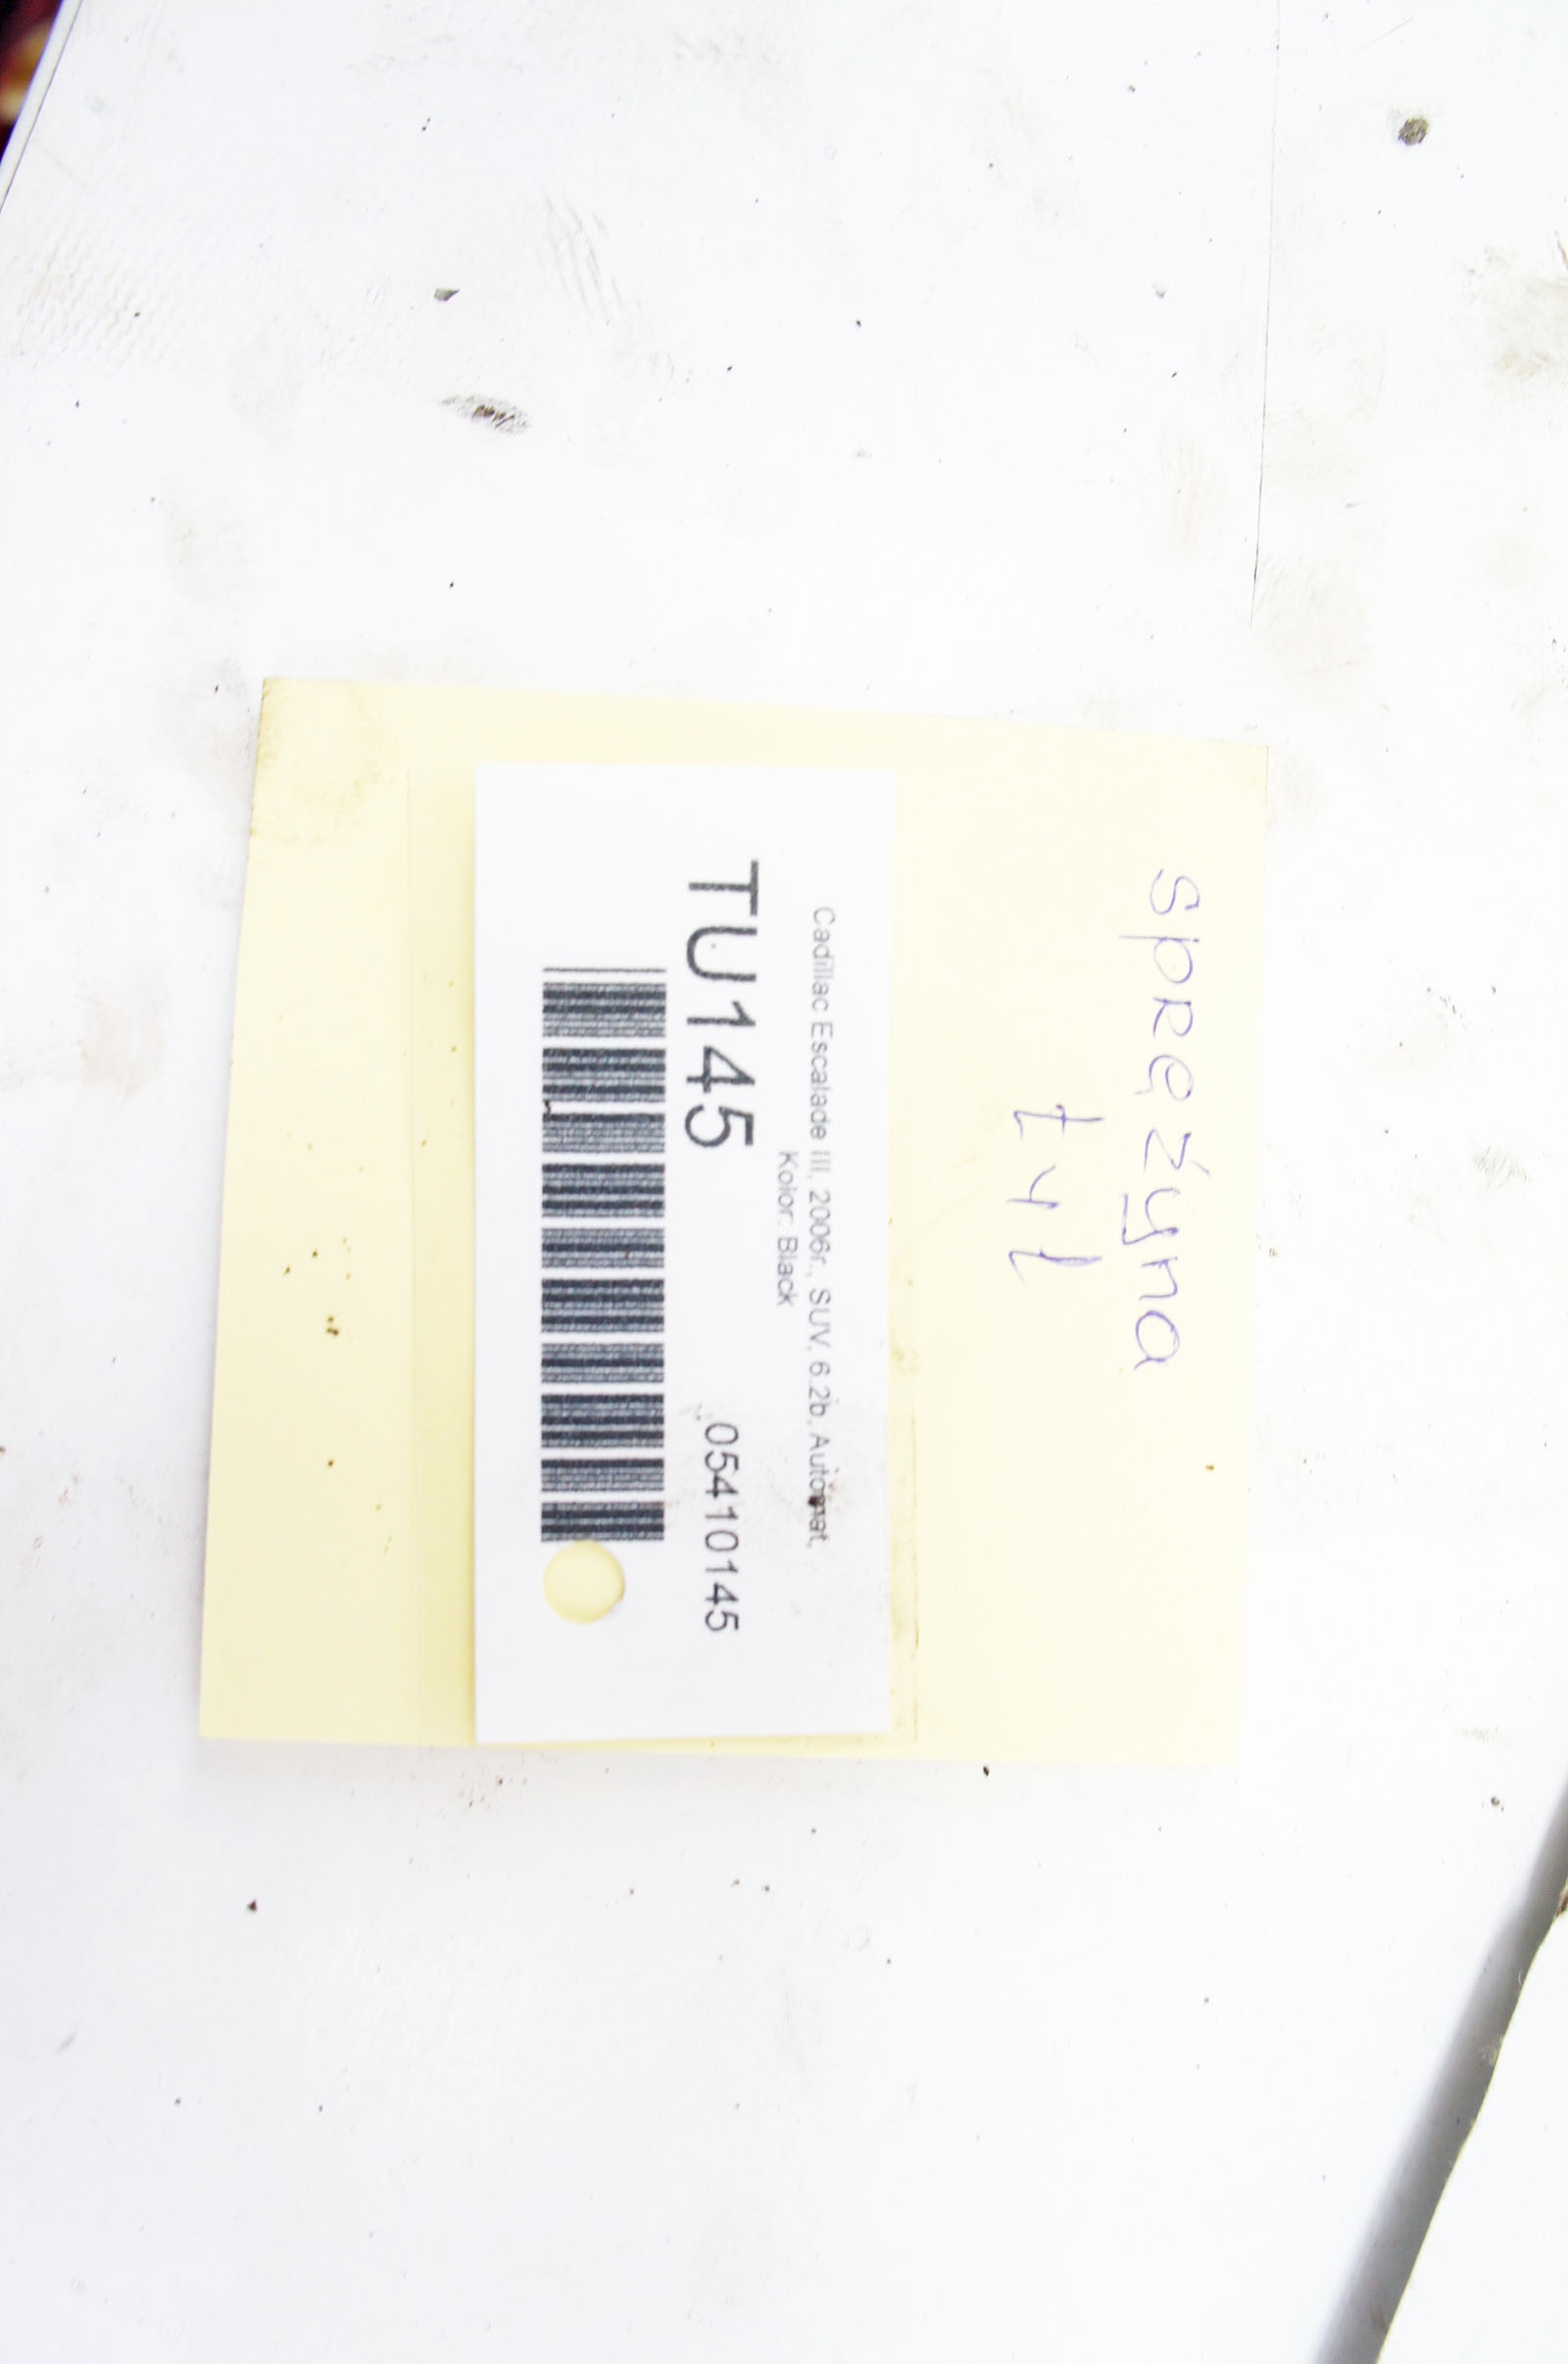 sprężyna
tył
Cadillac Escalade III, 2006r., SUV, 6.2b, Automat,
Kolor: Black
TU145 05410145